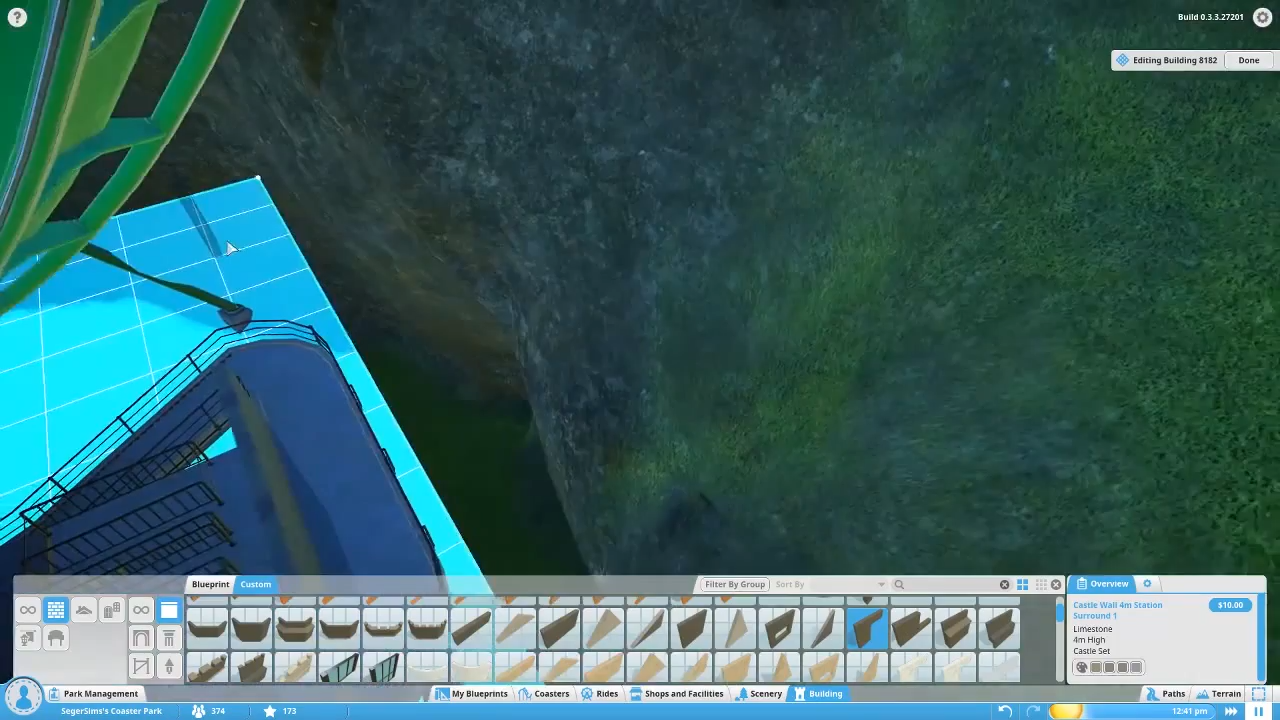 ?
Build 0.3.3.27201
Editing Building 8182
Done
Blueprint
Custom
Filter By Group
Sort By
Overview
Castle Wall 4m Station
Surround 1
$10.00
Limestone
4m High
Castle Set
Park Management
My Blueprints
Coasters
Rides
Shops and Facilities
Scenery
Building
Paths
Terrain
SegerSims's Coaster Park
374
173
12:41 pm